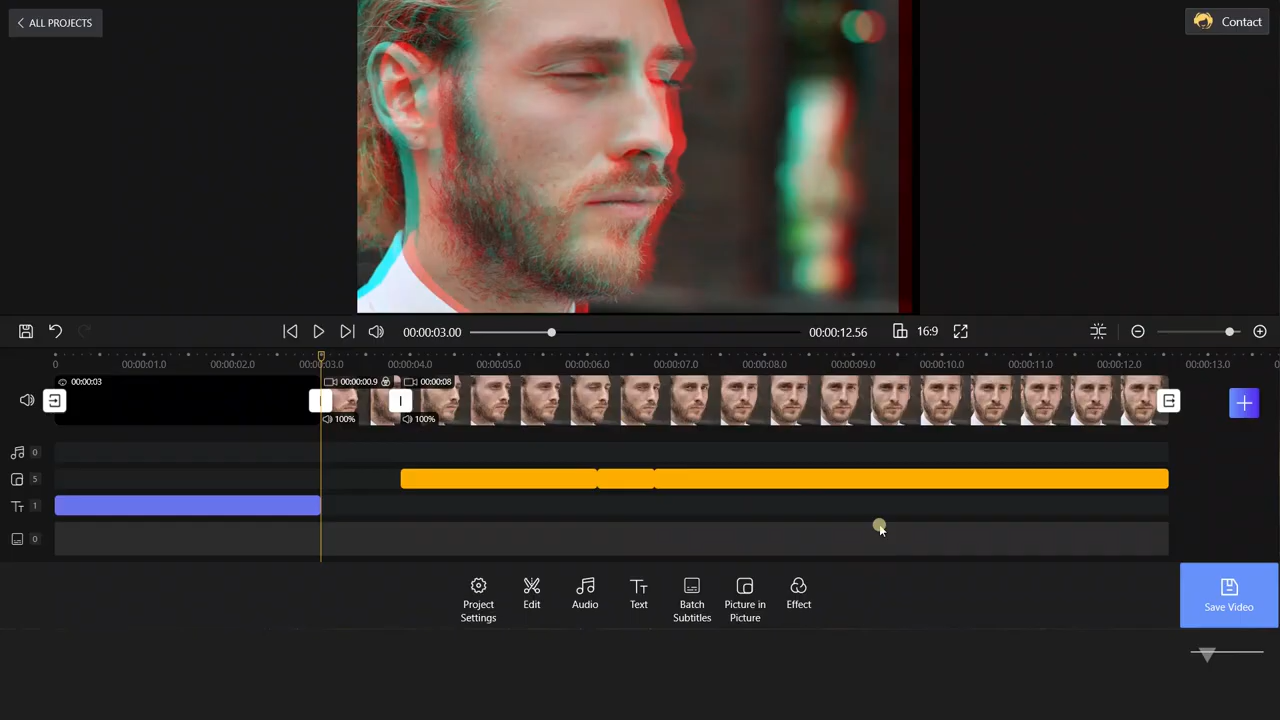 ALL PROJECTS
Contact
00:00:03.00
00:00:12.56
16:9
0 00:00:01.0 00:00:02.0 00:00:03.0 00:00:04.0 00:00:05.0 00:00:06.0 00:00:07.0 00:00:08.0 00:00:09.0 00:00:10.0 00:00:11.0 00:00:12.0 00:00:13.0
00:00:03 00:00:00.9 00:00:08
100% 100%
0
5
1
0
Project Settings
Edit
Audio
Text
Batch Subtitles
Picture in Picture
Effect
Save Video